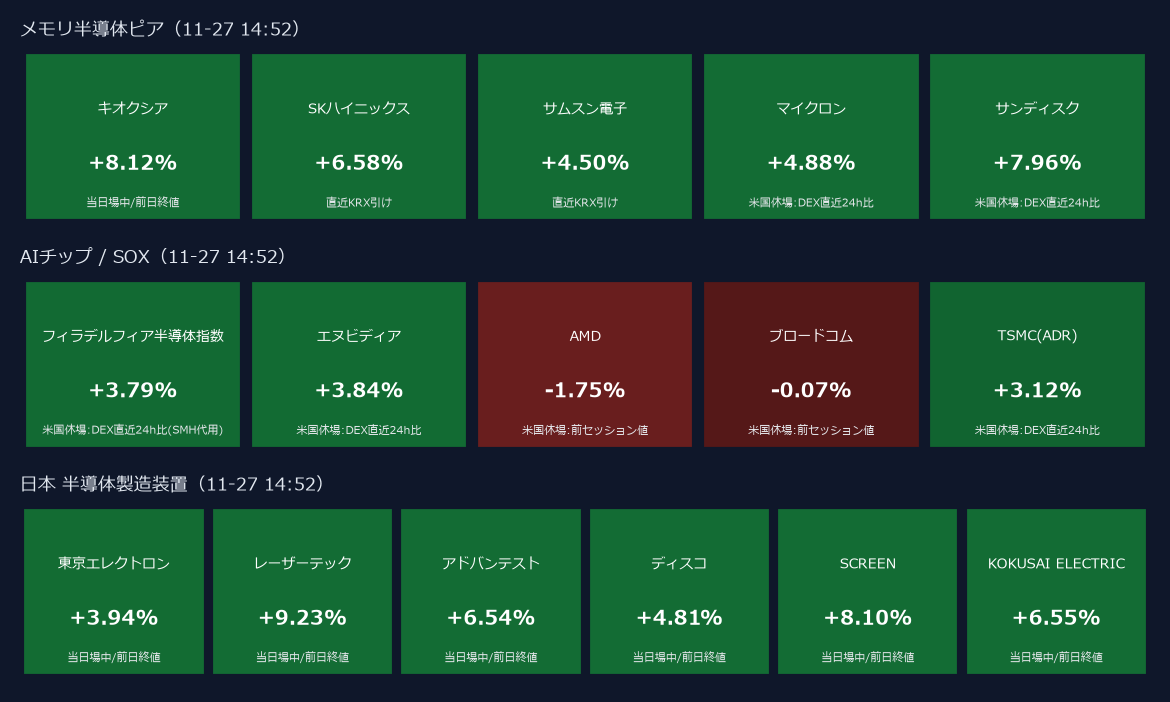 メモリ半導体ピア（11-27 14:52）
キオクシア
+8.12%
当日場中/前日終値
SKハイニックス
+6.58%
直近KRX引け
サムスン電子
+4.50%
直近KRX引け
マイクロン
+4.88%
米国休場:DEX直近24h比
サンディスク
+7.96%
米国休場:DEX直近24h比
AIチップ / SOX（11-27 14:52）
フィラデルフィア半導体指数
+3.79%
米国休場:DEX直近24h比(SMH代用)
エヌビディア
+3.84%
米国休場:DEX直近24h比
AMD
-1.75%
米国休場:前セッション値
ブロードコム
-0.07%
米国休場:前セッション値
TSMC(ADR)
+3.12%
米国休場:DEX直近24h比
日本 半導体製造装置（11-27 14:52）
東京エレクトロン
+3.94%
当日場中/前日終値
レーザーテック
+9.23%
当日場中/前日終値
アドバンテスト
+6.54%
当日場中/前日終値
ディスコ
+4.81%
当日場中/前日終値
SCREEN
+8.10%
当日場中/前日終値
KOKUSAI ELECTRIC
+6.55%
当日場中/前日終値